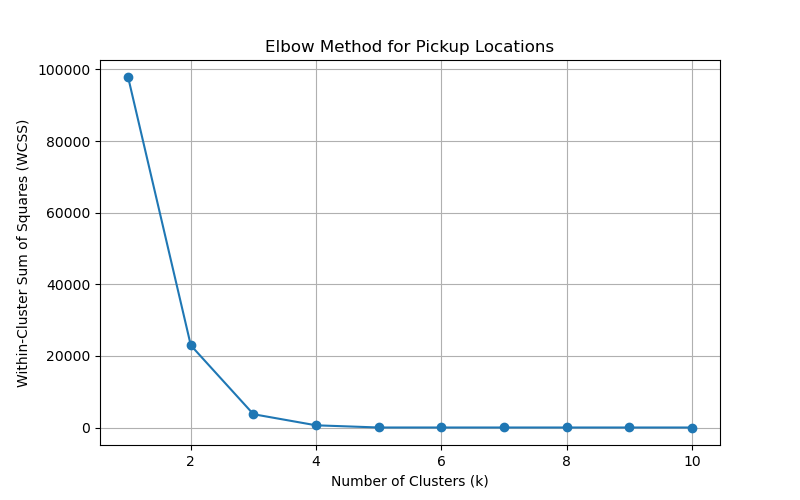 Elbow Method for Pickup Locations
Within-Cluster Sum of Squares (WCSS)
100000
80000
60000
40000
20000
0
2 4 6 8 10
Number of Clusters (k)